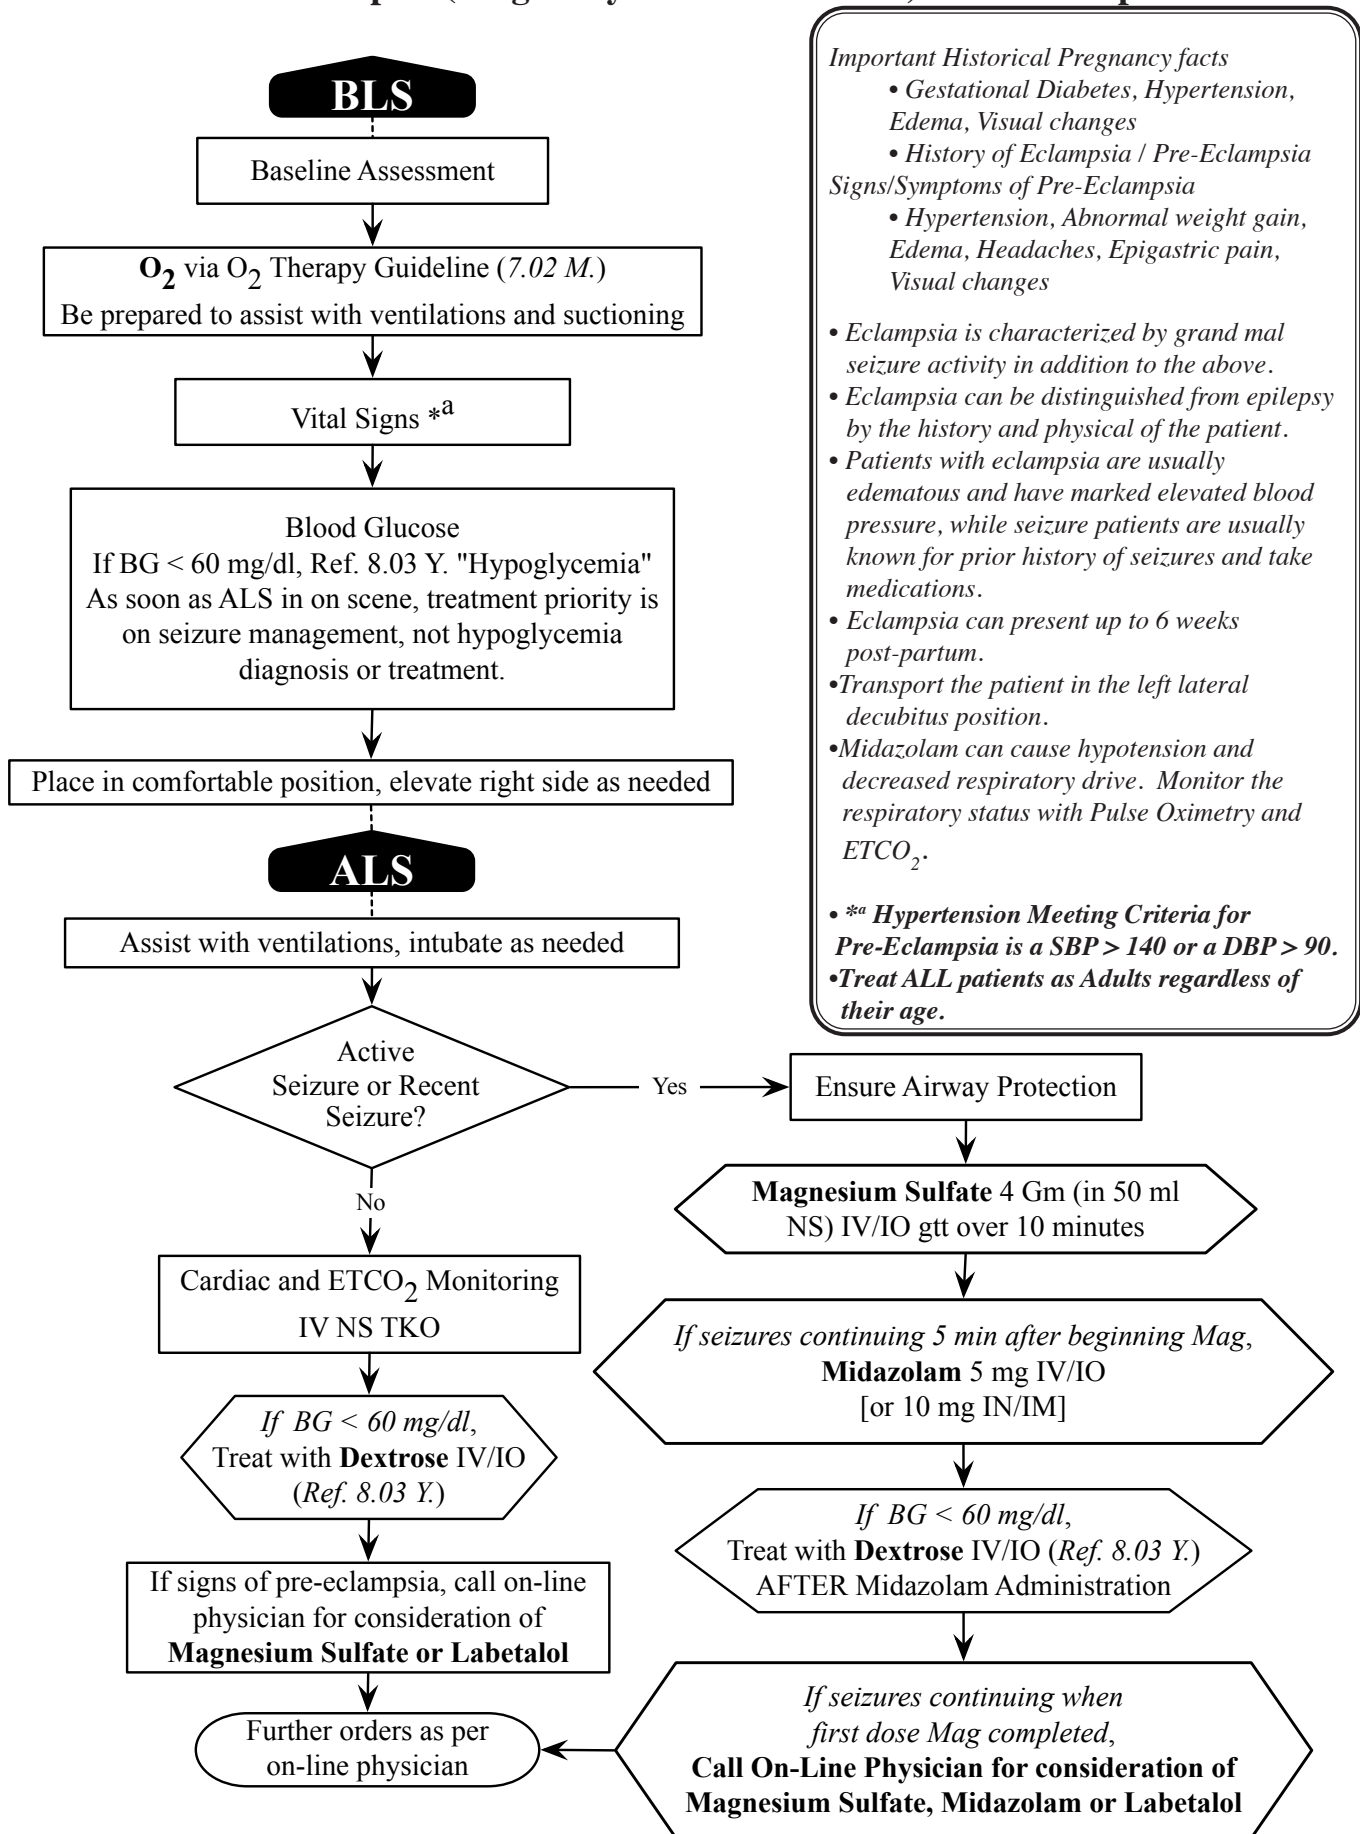 BLS
Baseline Assessment
O2 via O2 Therapy Guideline (7.02 M.)
Be prepared to assist with ventilations and suctioning
Vital Signs *a
Blood Glucose
If BG < 60 mg/dl, Ref. 8.03 Y. "Hypoglycemia"
As soon as ALS in on scene, treatment priority is
on seizure management, not hypoglycemia
diagnosis or treatment.
Place in comfortable position, elevate right side as needed
Important Historical Pregnancy facts
• Gestational Diabetes, Hypertension,
Edema, Visual changes
• History of Eclampsia / Pre-Eclampsia
Signs/Symptoms of Pre-Eclampsia
• Hypertension, Abnormal weight gain,
Edema, Headaches, Epigastric pain,
Visual changes
• Eclampsia is characterized by grand mal
seizure activity in addition to the above.
• Eclampsia can be distinguished from epilepsy
by the history and physical of the patient.
• Patients with eclampsia are usually
edematous and have marked elevated blood
pressure, while seizure patients are usually
known for prior history of seizures and take
medications.
• Eclampsia can present up to 6 weeks
post-partum.
•Transport the patient in the left lateral
decubitus position.
•Midazolam can cause hypotension and
decreased respiratory drive. Monitor the
respiratory status with Pulse Oximetry and
ETCO2.
• *a Hypertension Meeting Criteria for
Pre-Eclampsia is a SBP > 140 or a DBP > 90.
•Treat ALL patients as Adults regardless of
their age.
ALS
Assist with ventilations, intubate as needed
Active
Seizure or Recent
Seizure?
Yes
No
Ensure Airway Protection
Magnesium Sulfate 4 Gm (in 50 ml
NS) IV/IO gtt over 10 minutes
If seizures continuing 5 min after beginning Mag,
Midazolam 5 mg IV/IO
[or 10 mg IN/IM]
If BG < 60 mg/dl,
Treat with Dextrose IV/IO (Ref. 8.03 Y.)
AFTER Midazolam Administration
If seizures continuing when
first dose Mag completed,
Call On-Line Physician for consideration of
Magnesium Sulfate, Midazolam or Labetalol
Cardiac and ETCO2 Monitoring
IV NS TKO
If BG < 60 mg/dl,
Treat with Dextrose IV/IO
(Ref. 8.03 Y.)
If signs of pre-eclampsia, call on-line
physician for consideration of
Magnesium Sulfate or Labetalol
Further orders as per
on-line physician